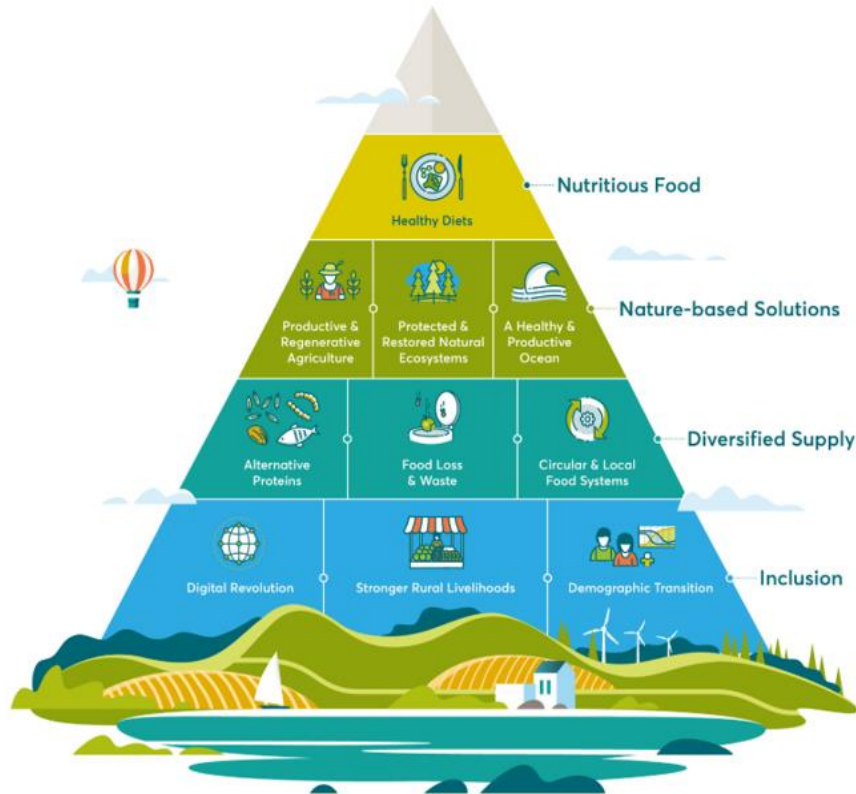 Healthy Diets
Nutritious Food
Productive &
Regenerative
Agriculture
Protected &
Restored Natural
Ecosystems
A Healthy &
Productive
Ocean
Nature-based Solutions
Alternative
Proteins
Food Loss
& Waste
Circular & Local
Food Systems
Diversified Supply
Digital Revolution
Stronger Rural Livelihoods
Demographic Transition
Inclusion